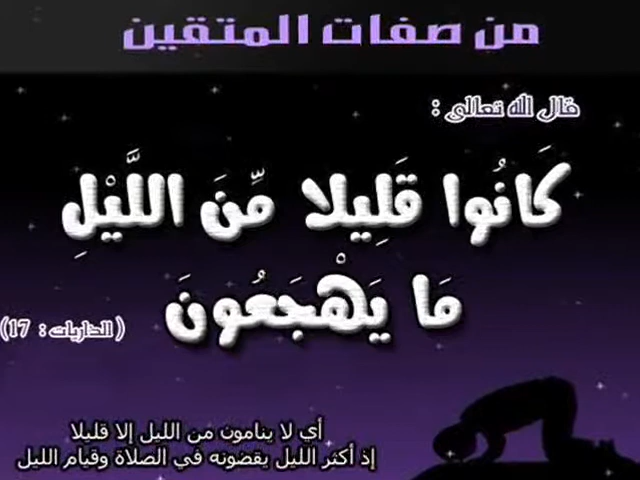 من صفات المتقين
قال الله تعالى :
كَانُوا قَلِيلا مِّنَ اللَّيْلِ
مَا يَهْجَعُونَ
( الذاريات : 17)
أي لا ينامون من الليل إلا قليلا
إذ أكثر الليل يقضونه في الصلاة وقيام الليل